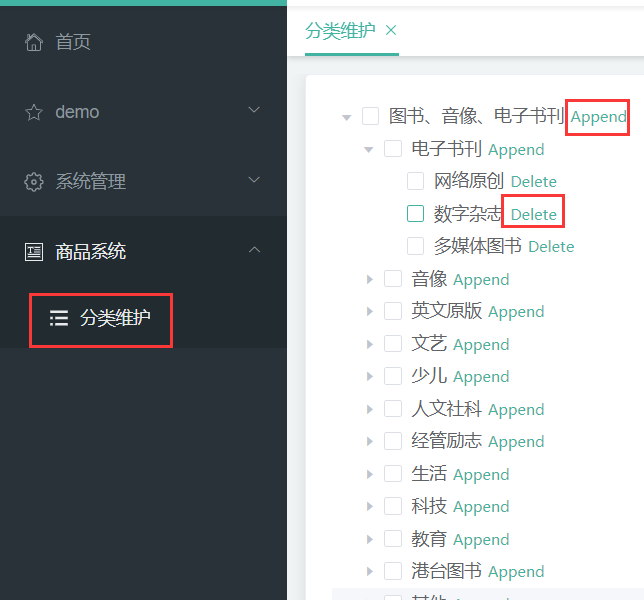 首页
demo
系统管理
商品系统
分类维护
分类维护 ×
图书、音像、电子书刊 Append
电子书刊 Append
网络原创 Delete
数字杂志 Delete
多媒体图书 Delete
音像 Append
英文原版 Append
文艺 Append
少儿 Append
人文社科 Append
经管励志 Append
生活 Append
科技 Append
教育 Append
港台图书 Append